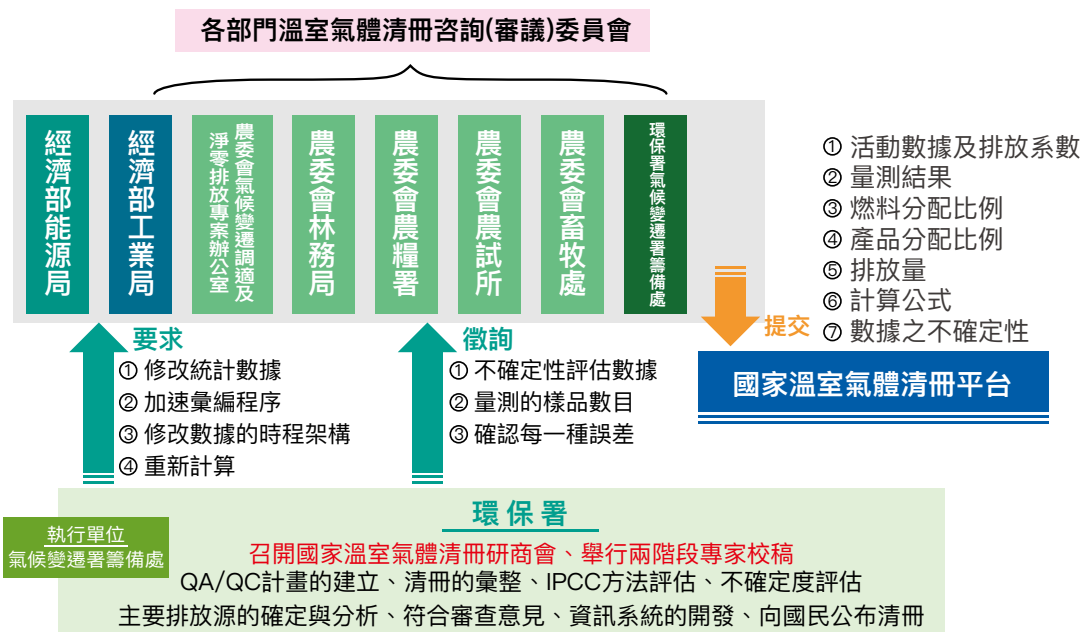 各部門溫室氣體清冊咨詢(審議)委員會
經濟部能源局
經濟部工業局
農委會氣候變遷調適及
淨零排放專案辦公室
農委會林務局
農委會農糧署
農委會農試所
農委會畜牧處
環保署氣候變遷署籌備處
① 活動數據及排放系數
② 量測結果
③ 燃料分配比例
④ 產品分配比例
⑤ 排放量
⑥ 計算公式
⑦ 數據之不確定性
提交
國家溫室氣體清冊平台
要求
① 修改統計數據
② 加速彙編程序
③ 修改數據的時程架構
④ 重新計算
徵詢
① 不確定性評估數據
② 量測的樣品數目
③ 確認每一種誤差
環保署
執行單位
氣候變遷署籌備處
召開國家溫室氣體清冊研商會、舉行兩階段專家校稿
QA/QC計畫的建立、清冊的彙整、IPCC方法評估、不確定度評估
主要排放源的確定與分析、符合審查意見、資訊系統的開發、向國民公布清冊